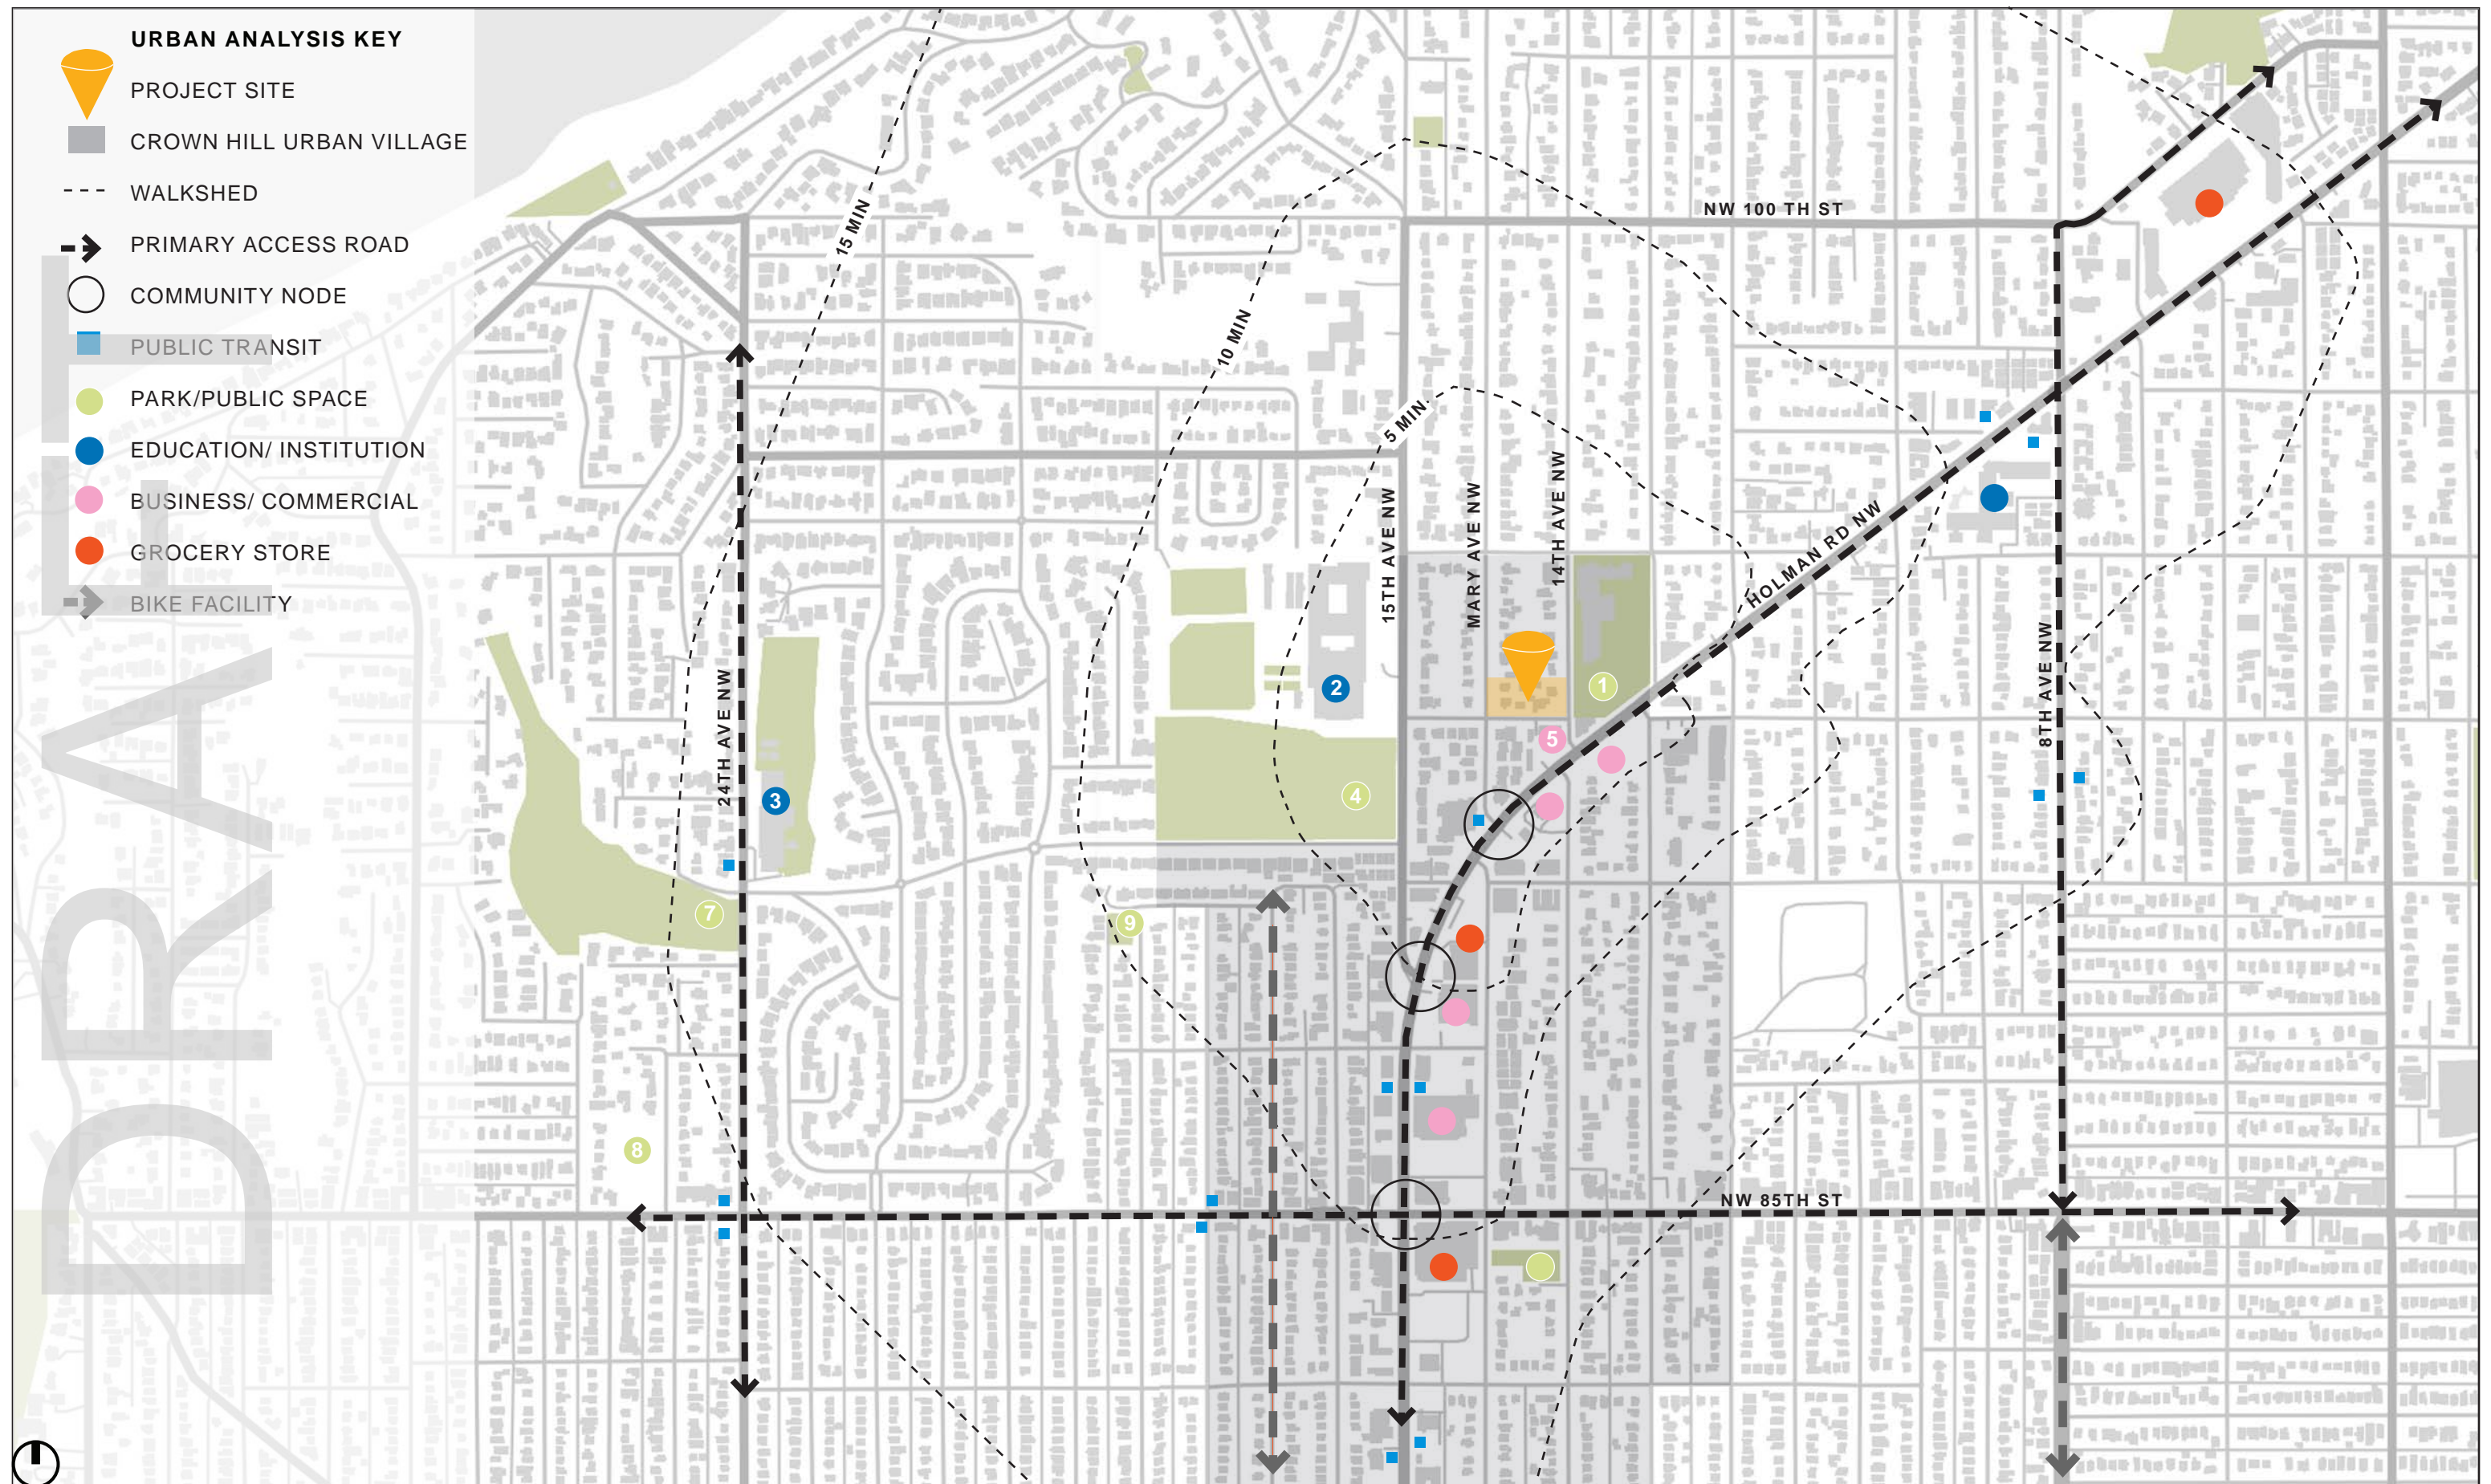 URBAN ANALYSIS KEY
PROJECT SITE
CROWN HILL URBAN VILLAGE
WALKSHED
PRIMARY ACCESS ROAD
COMMUNITY NODE
PUBLIC TRANSIT
PARK/PUBLIC SPACE
EDUCATION/ INSTITUTION
BUSINESS/ COMMERCIAL
GROCERY STORE
BIKE FACILITY
DRAFT
15 MIN
10 MIN
5 MIN
NW 100 TH ST
15TH AVE NW
MARY AVE NW
14TH AVE NW
HOLMAN RD NW
8TH AVE NW
24TH AVE NW
1
2
3
4
5
7
8
9
NW 85TH ST